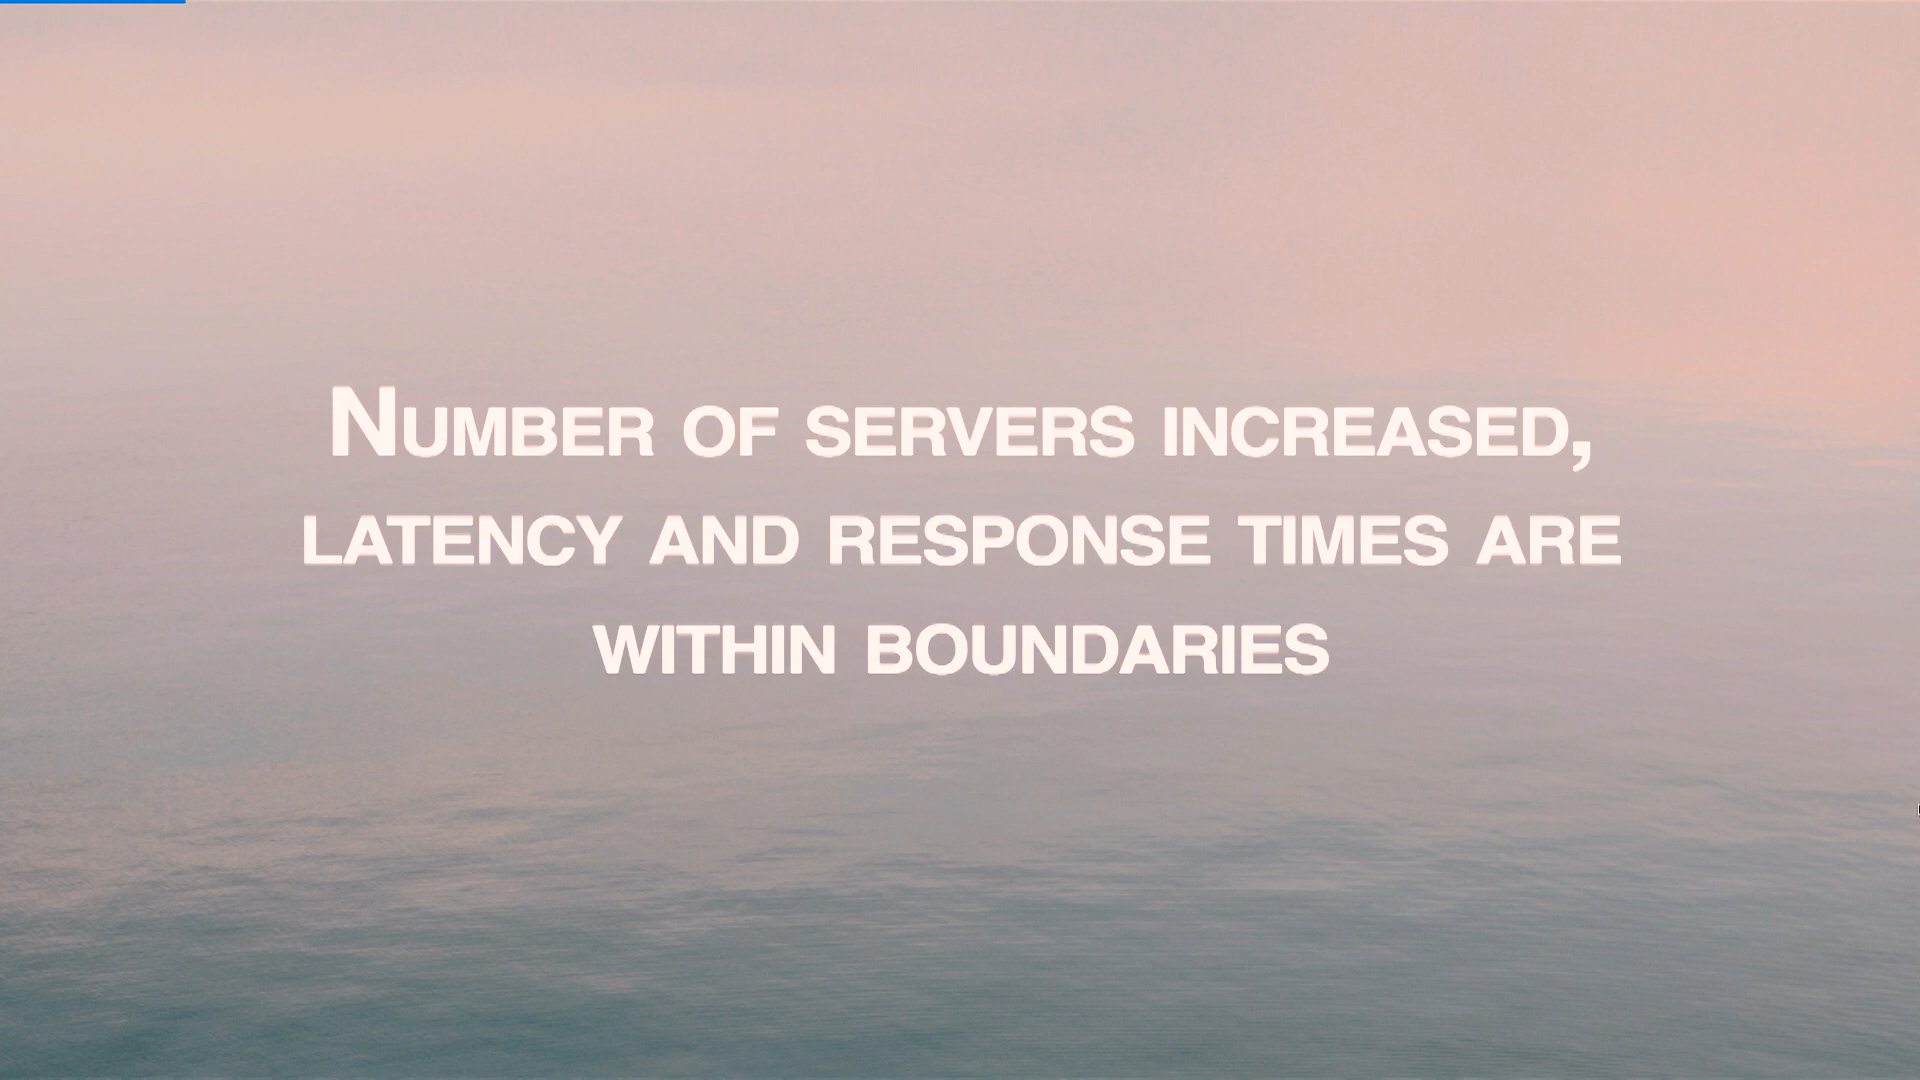 Number of servers increased,
latency and response times are
within boundaries